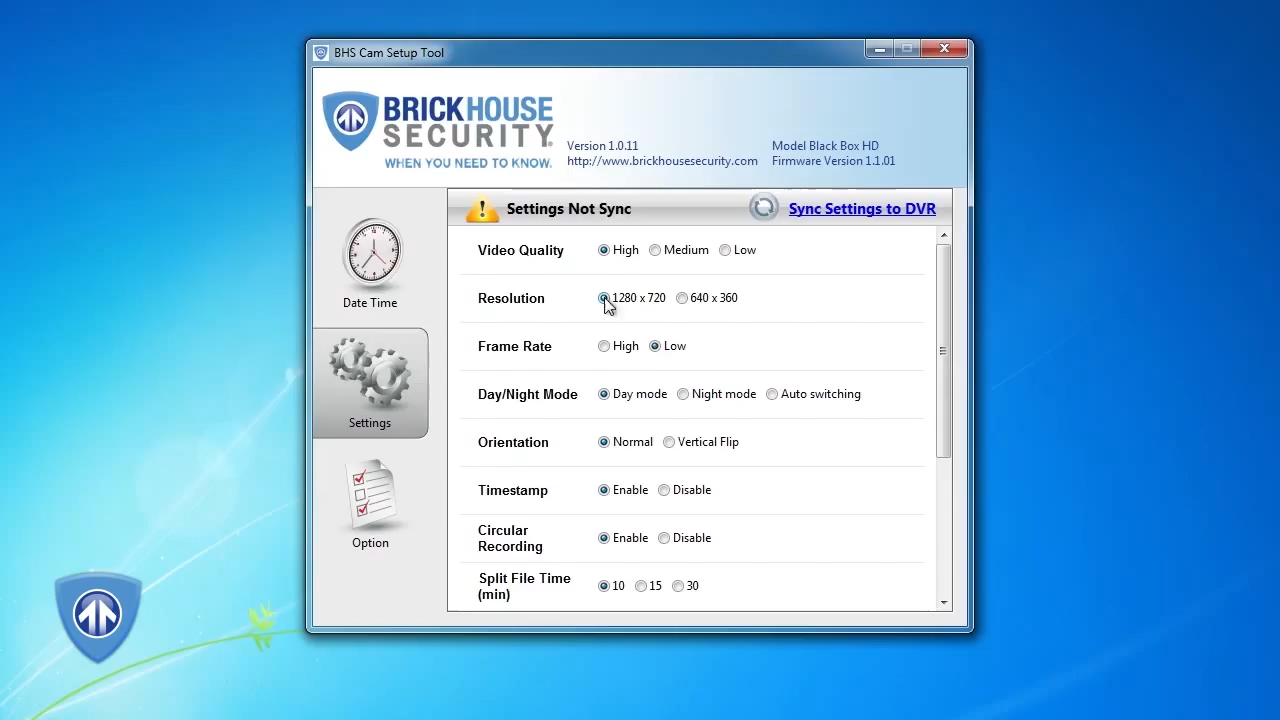 BHS Cam Setup Tool
BRICKHOUSE
SECURITY
WHEN YOU NEED TO KNOW.
Version 1.0.11
http://www.brickhousesecurity.com
Model Black Box HD
Firmware Version 1.1.01
Date Time
Settings
Option
Settings Not Sync
Sync Settings to DVR
Video Quality High Medium Low
Resolution 1280 x 720 640 x 360
Frame Rate High Low
Day/Night Mode Day mode Night mode Auto switching
Orientation Normal Vertical Flip
Timestamp Enable Disable
Circular
Recording Enable Disable
Split File Time
(min) 10 15 30